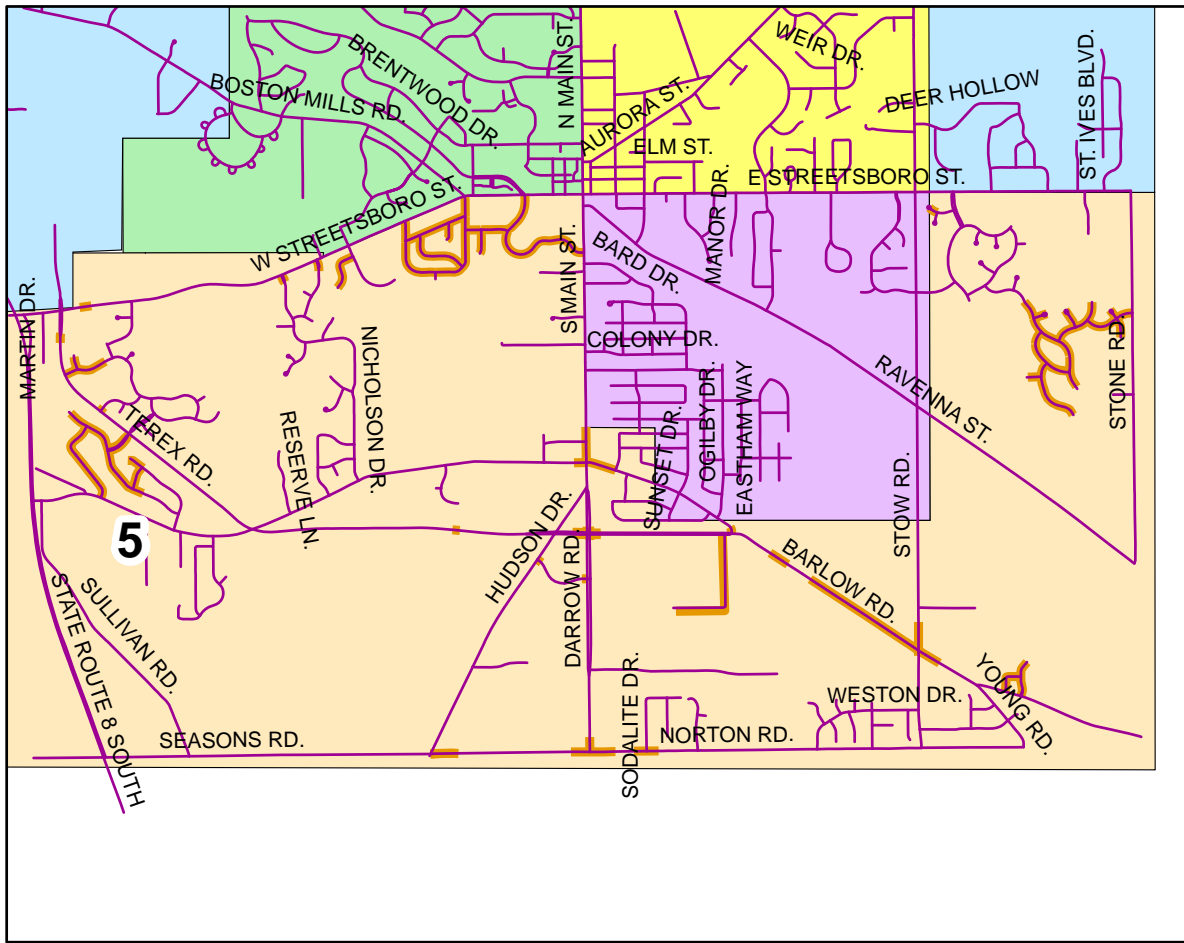 WEIR DR.
N MAIN ST.
BRENTWOOD DR.
BOSTON MILLS RD.
AURORA ST.
DEER HOLLOW
ST. IVES BLVD.
ELM ST.
E STREETSBORO ST.
W STREETSBORO ST.
MANOR DR.
BARD DR.
S MAIN ST.
MARTIN DR.
COLONY DR.
NICHOLSON DR.
STONE RD.
RAVENNA ST.
OGILBY DR.
EASTHAM WAY
SUNSET DR.
TEREX RD.
RESERVE LN.
STOW RD.
HUDSON DR.
5
BARLOW RD.
DARROW RD.
SULLIVAN RD.
STATE ROUTE 8 SOUTH
SODALITE DR.
YOUNG RD.
WESTON DR.
SEASONS RD.
NORTON RD.